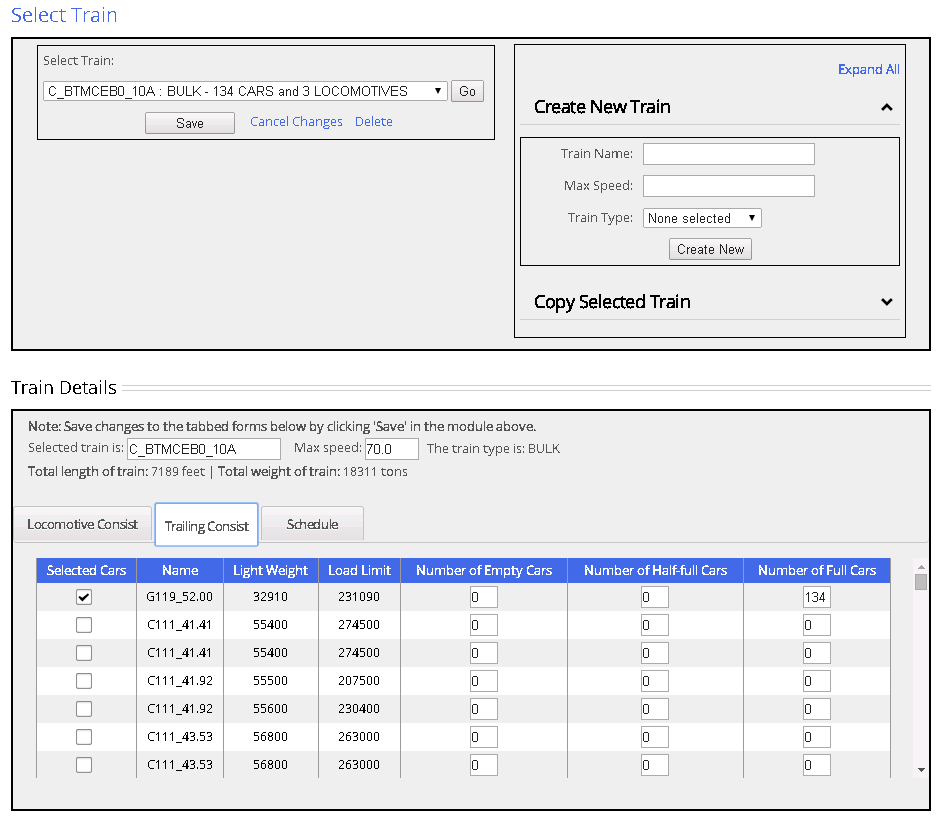 Select Train
Select Train:
C_BTMCEB0_10A : BULK - 134 CARS and 3 LOCOMOTIVES Go
Save Cancel Changes Delete
Expand All
Create New Train
Train Name:
Max Speed:
Train Type: None selected
Create New
Copy Selected Train
Train Details
Note: Save changes to the tabbed forms below by clicking 'Save' in the module above.
Selected train is: C_BTMCEB0_10A Max speed: 70.0 The train type is: BULK
Total length of train: 7189 feet | Total weight of train: 18311 tons
Locomotive Consist Trailing Consist Schedule
Selected Cars Name Light Weight Load Limit Number of Empty Cars Number of Half-full Cars Number of Full Cars
G119_52.00 32910 231090 0 0 134
C111_41.41 55400 274500 0 0 0
C111_41.41 55400 274500 0 0 0
C111_41.92 55500 207500 0 0 0
C111_41.92 55600 230400 0 0 0
C111_43.53 56800 263000 0 0 0
C111_43.53 56800 263000 0 0 0